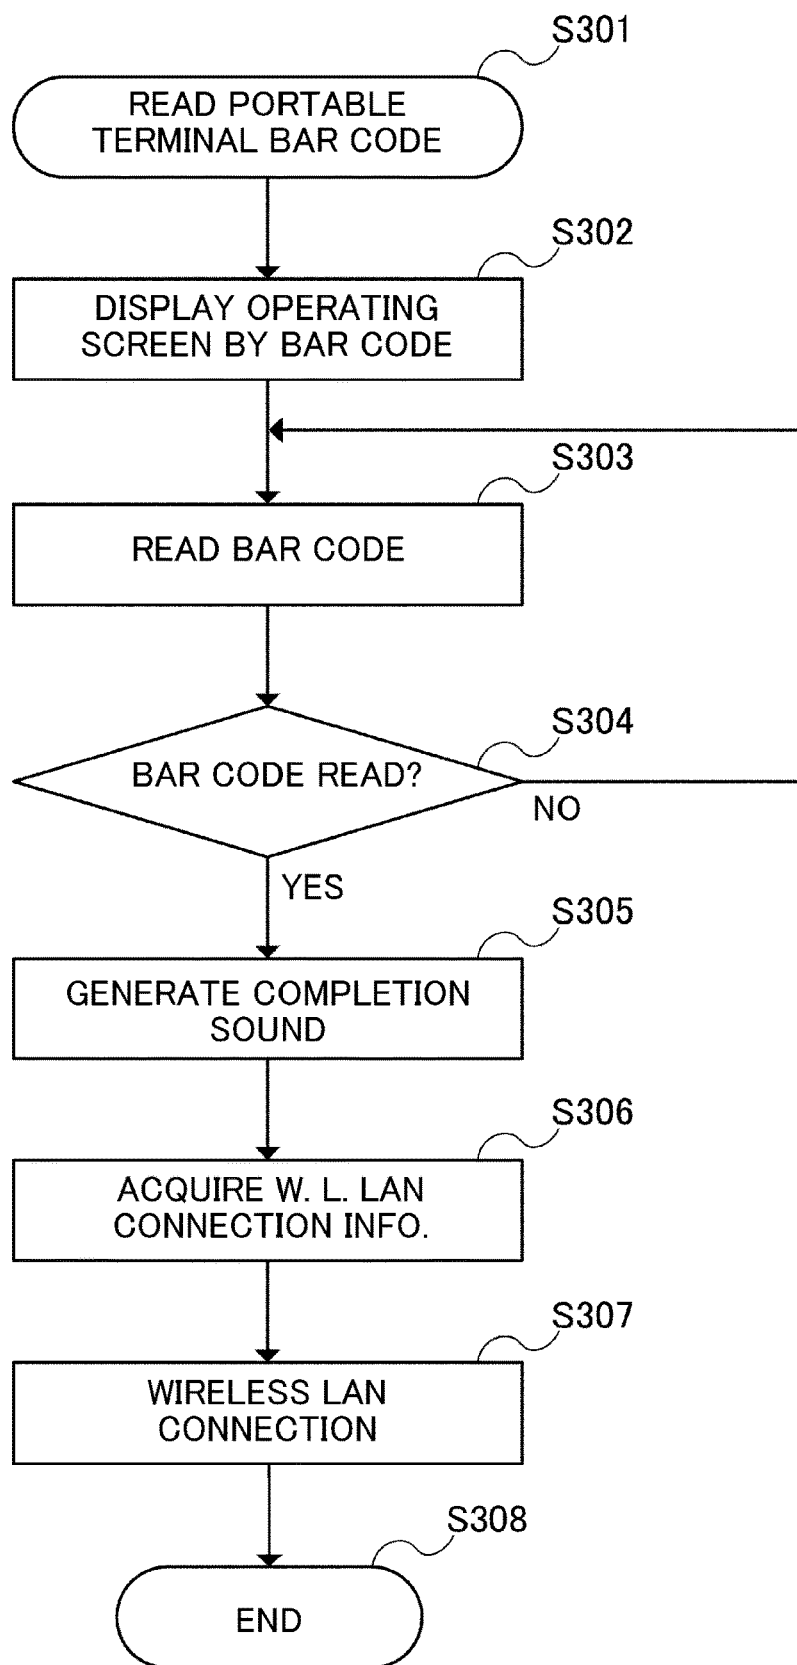 S301
READ PORTABLE
TERMINAL BAR CODE
S302
DISPLAY OPERATING
SCREEN BY BAR CODE
S303
READ BAR CODE
S304
BAR CODE READ?
NO
YES
S305
GENERATE COMPLETION
SOUND
S306
ACQUIRE W. L. LAN
CONNECTION INFO.
S307
WIRELESS LAN
CONNECTION
S308
END